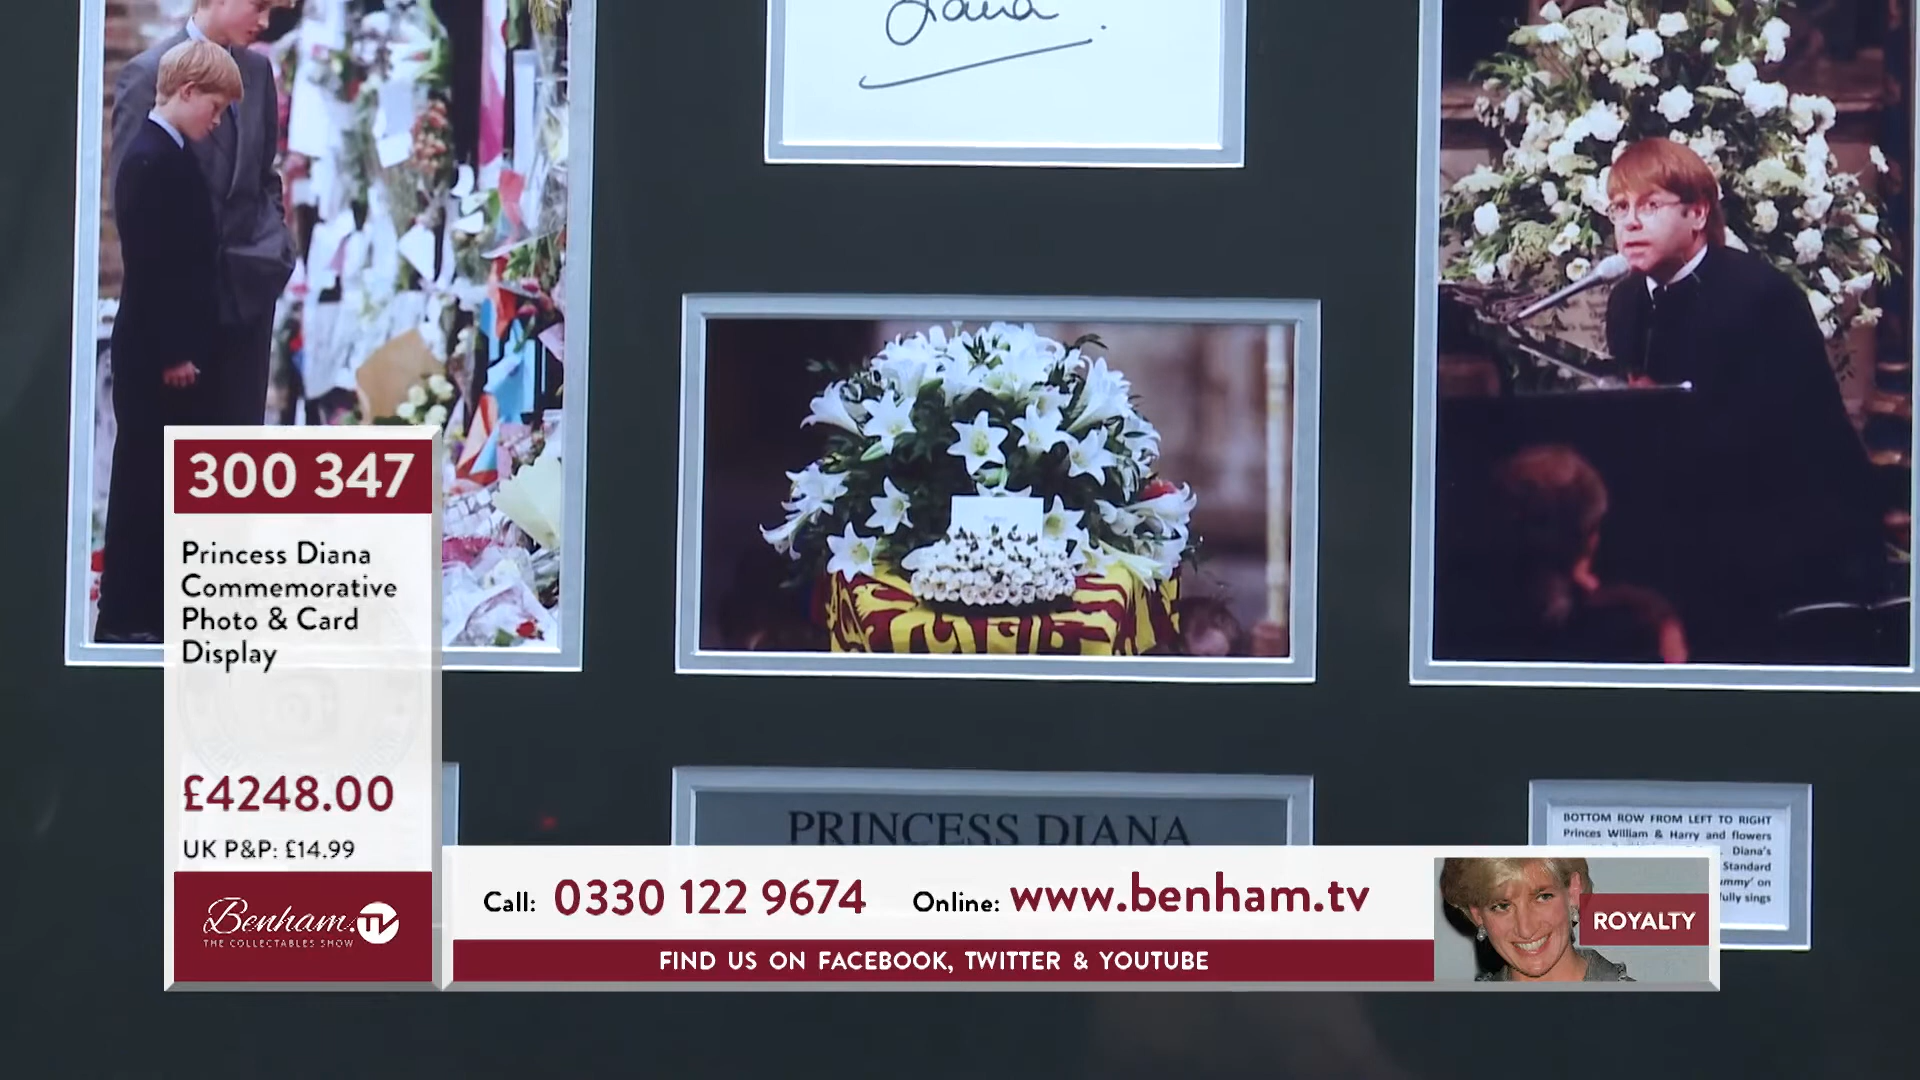 Diana
300 347
Princess Diana
Commemorative
Photo & Card
Display
£4248.00
UK P&P: £14.99
Benham.TV
THE COLLECTABLES SHOW
PRINCESS DIANA
BOTTOM ROW FROM LEFT TO RIGHT
Princes William & Harry and flowers
Diana's
Standard
on
sings
Call: 0330 122 9674 Online: www.benham.tv
ROYALTY
FIND US ON FACEBOOK, TWITTER & YOUTUBE